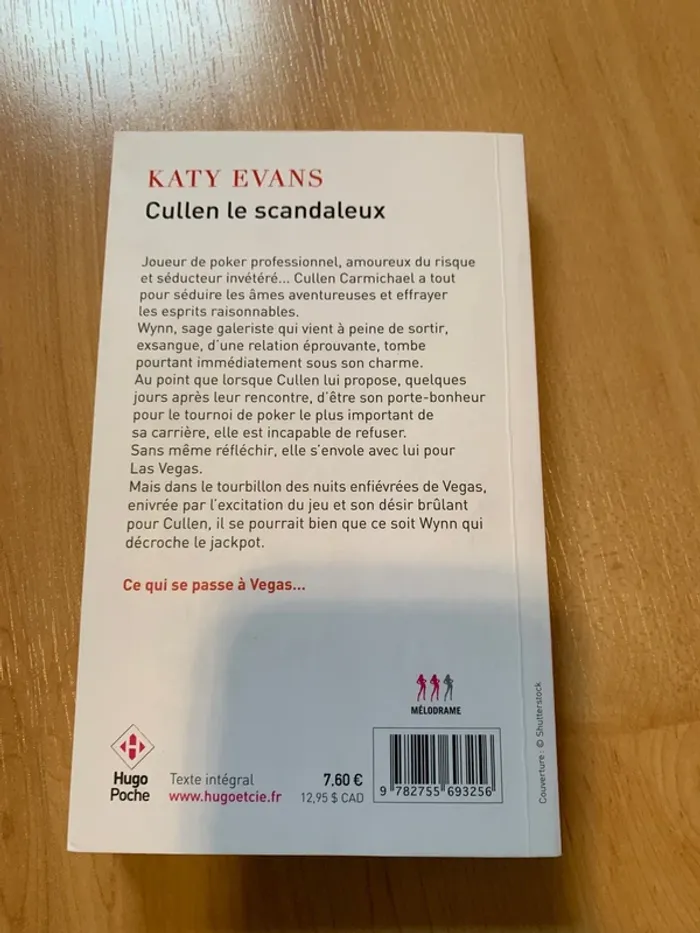 KATY EVANS
Cullen le scandaleux
Joueur de poker professionnel, amoureux du risque
et séducteur invétéré... Cullen Carmichael a tout
pour séduire les âmes aventureuses et effrayer
les esprits raisonnables.
Wynn, sage galeriste qui vient à peine de sortir,
exsangue, d'une relation éprouvante, tombe
pourtant immédiatement sous son charme.
Au point que lorsque Cullen lui propose, quelques
jours après leur rencontre, d'être son porte-bonheur
pour le tournoi de poker le plus important de
sa carrière, elle est incapable de refuser.
Sans même réfléchir, elle s'envole avec lui pour
Las Vegas.
Mais dans le tourbillon des nuits enfiévrées de Vegas,
enivrée par l'excitation du jeu et son désir brûlant
pour Cullen, il se pourrait bien que ce soit Wynn qui
décroche le jackpot.
Ce qui se passe à Vegas...
MÉLODRAME
Hugo
Poche
Texte intégral
www.hugoetcie.fr
7,60 €
12,95 $ CAD
9 782755 693256
Couverture : © Shutterstock